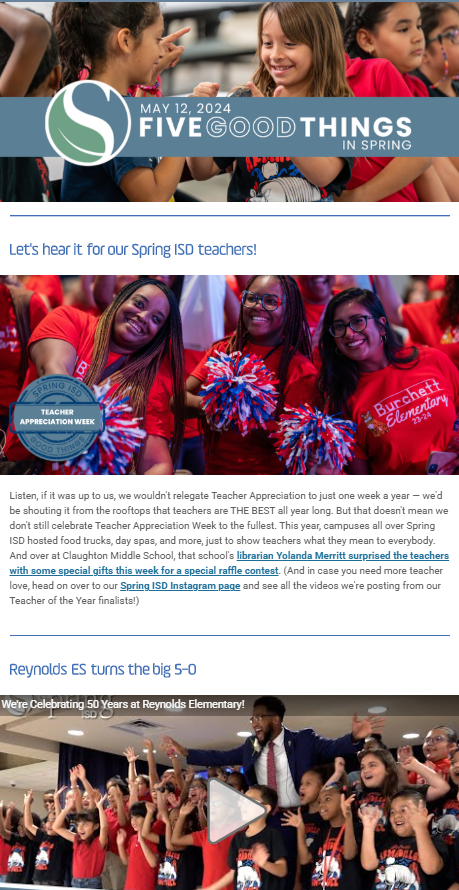 MAY 12, 2024
FIVE GOOD THINGS
IN SPRING
Let's hear it for our Spring ISD teachers!
SPRING ISD
TEACHER
APPRECIATION WEEK
GOOD THINGS
Burchett
Elementary
23-24
Listen, if it was up to us, we wouldn't relegate Teacher Appreciation to just one week a year — we'd
be shouting it from the rooftops that teachers are THE BEST all year long. But that doesn't mean we
don't still celebrate Teacher Appreciation Week to the fullest. This year, campuses all over Spring
ISD hosted food trucks, day spas, and more, just to show teachers what they mean to everybody.
And over at Claughton Middle School, that school's librarian Yolanda Merritt surprised the teachers
with some special gifts this week for a special raffle contest. (And in case you need more teacher
love, head on over to our Spring ISD Instagram page and see all the videos we're posting from our
Teacher of the Year finalists!)
Reynolds ES turns the big 5-0
We're Celebrating 50 Years at Reynolds Elementary!
Spring
ISD